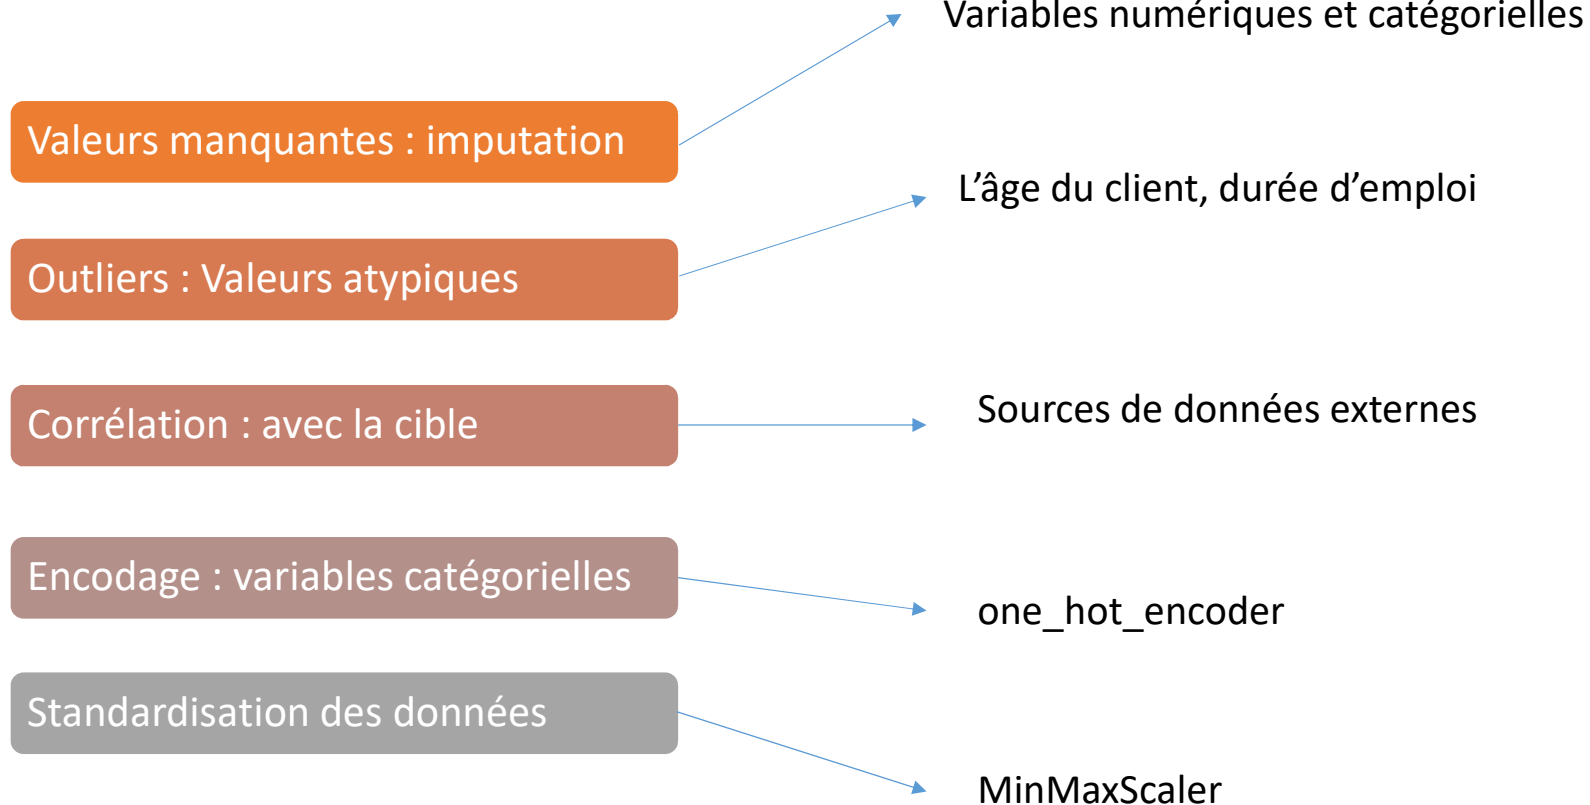 Variables numériques et catégorielles
Valeurs manquantes : imputation
L’âge du client, durée d’emploi
Outliers : Valeurs atypiques
Sources de données externes
Corrélation : avec la cible
Encodage : variables catégorielles
one_hot_encoder
Standardisation des données
MinMaxScaler